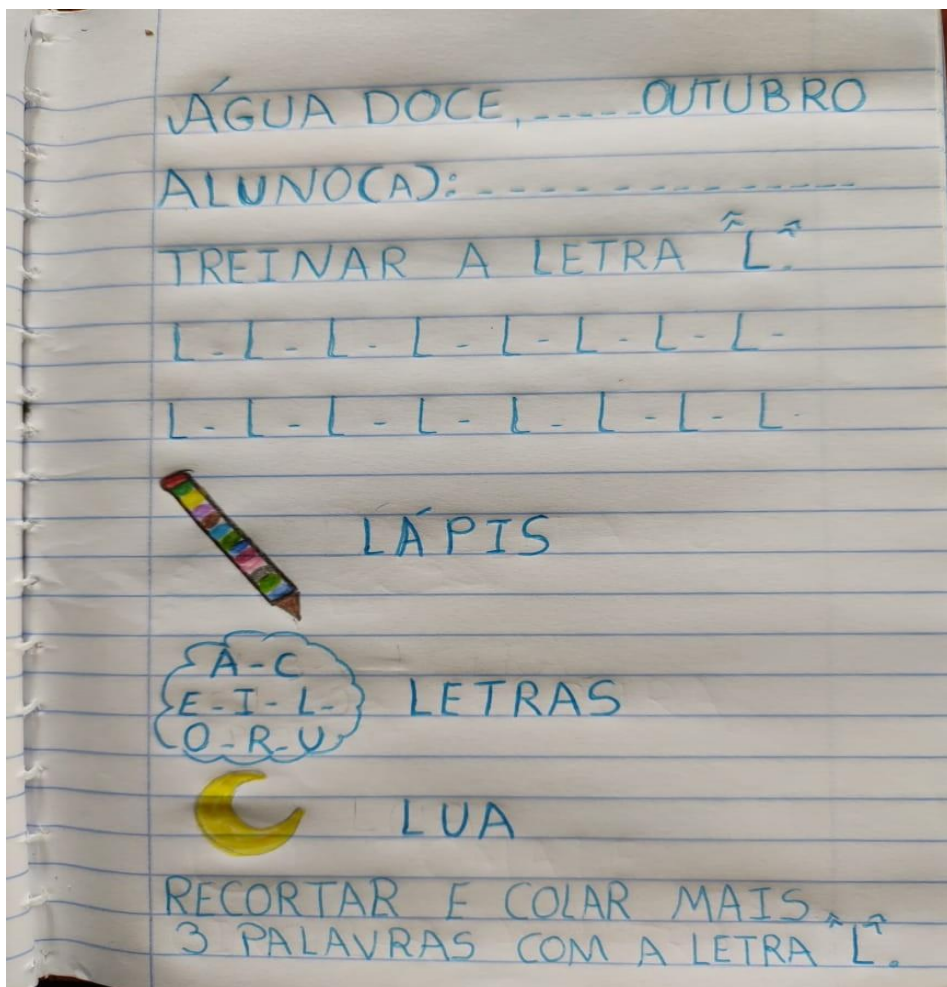 ÁGUA DOCE,.....OUTUBRO
ALUNO(A):---------------
TREINAR A LETRA "L".
L-L-L-L-L-L-L-L-
L-L-L-L-L-L-L-L-
LÁPIS
A-C
E-I-L-
O-R-U
LETRAS
LUA
RECORTAR E COLAR MAIS
3 PALAVRAS COM A LETRA "L".